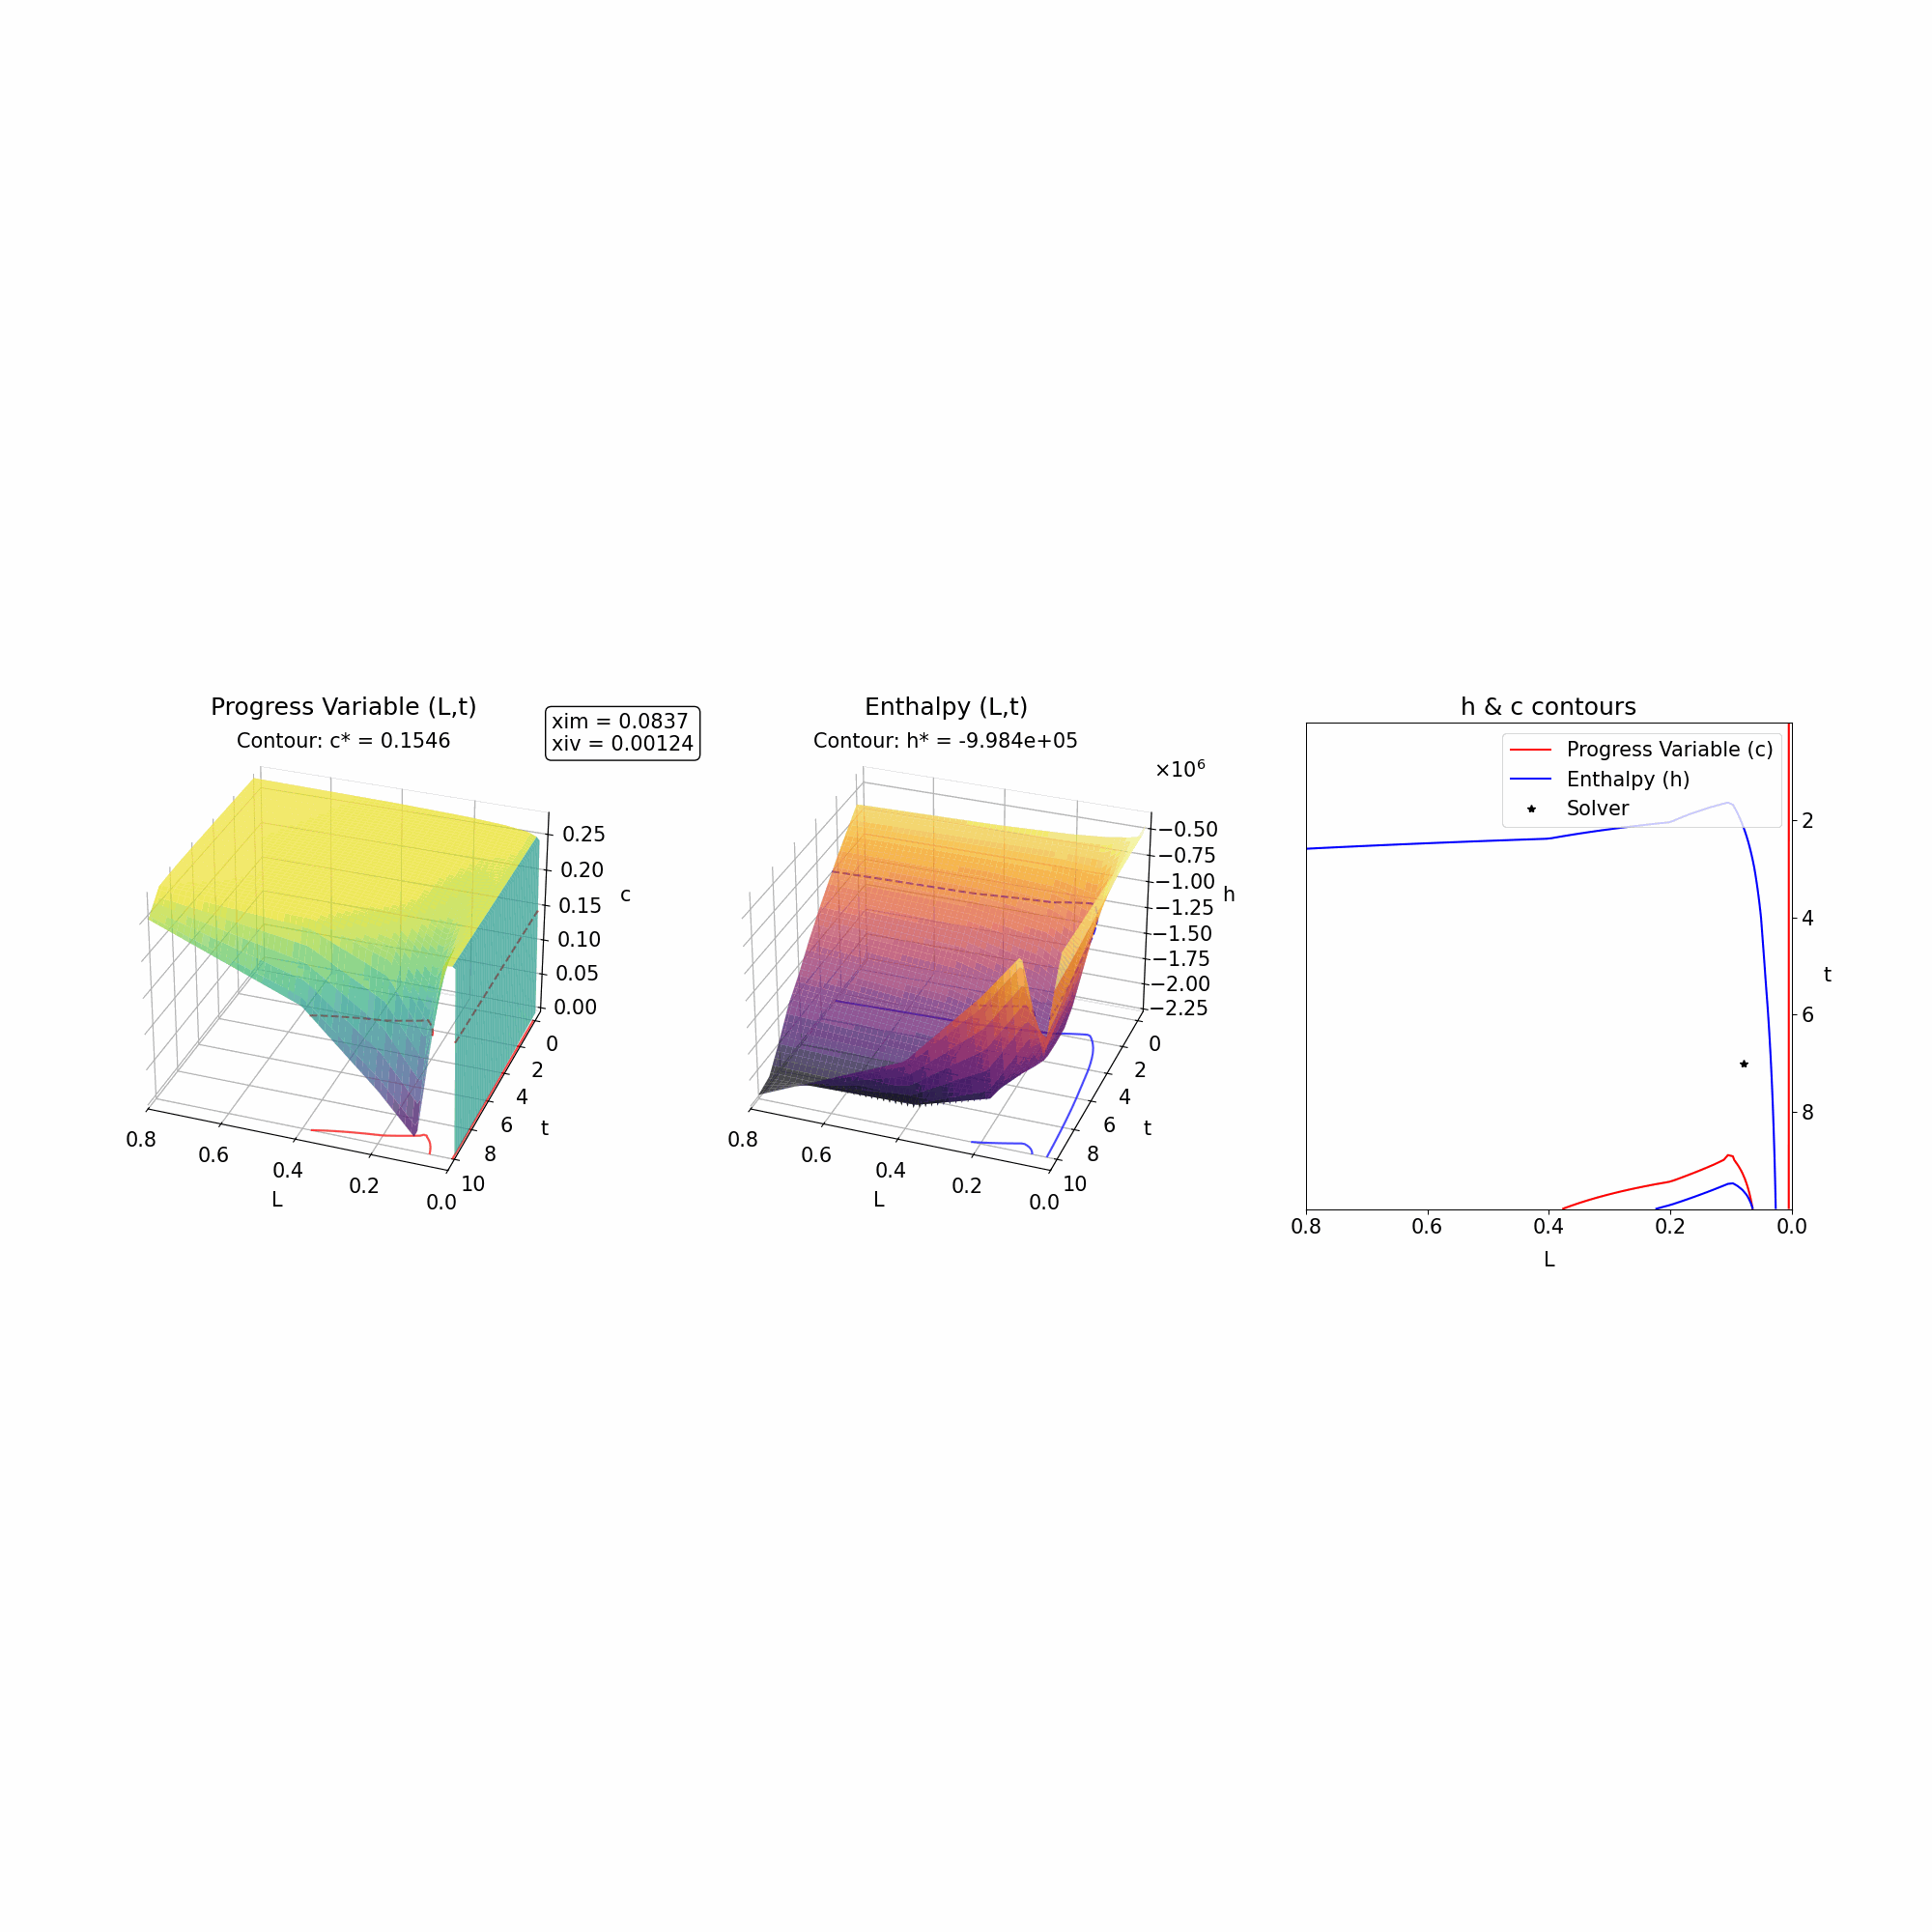 Progress Variable (L,t)
Contour: c* = 0.1546
xim = 0.0837
xiv = 0.00124
0.25
0.20
0.15
0.10
0.05
0.00
c
0
2
4
6
8
10
t
0.8
0.6
0.4
0.2
0.0
L
Enthalpy (L,t)
Contour: h* = -9.984e+05
×10⁶
−0.50
−0.75
−1.00
−1.25
−1.50
−1.75
−2.00
−2.25
h
0
2
4
6
8
10
t
0.8
0.6
0.4
0.2
0.0
L
h & c contours
Progress Variable (c)
Enthalpy (h)
Solver
2
4
6
8
t
0.8
0.6
0.4
0.2
0.0
L